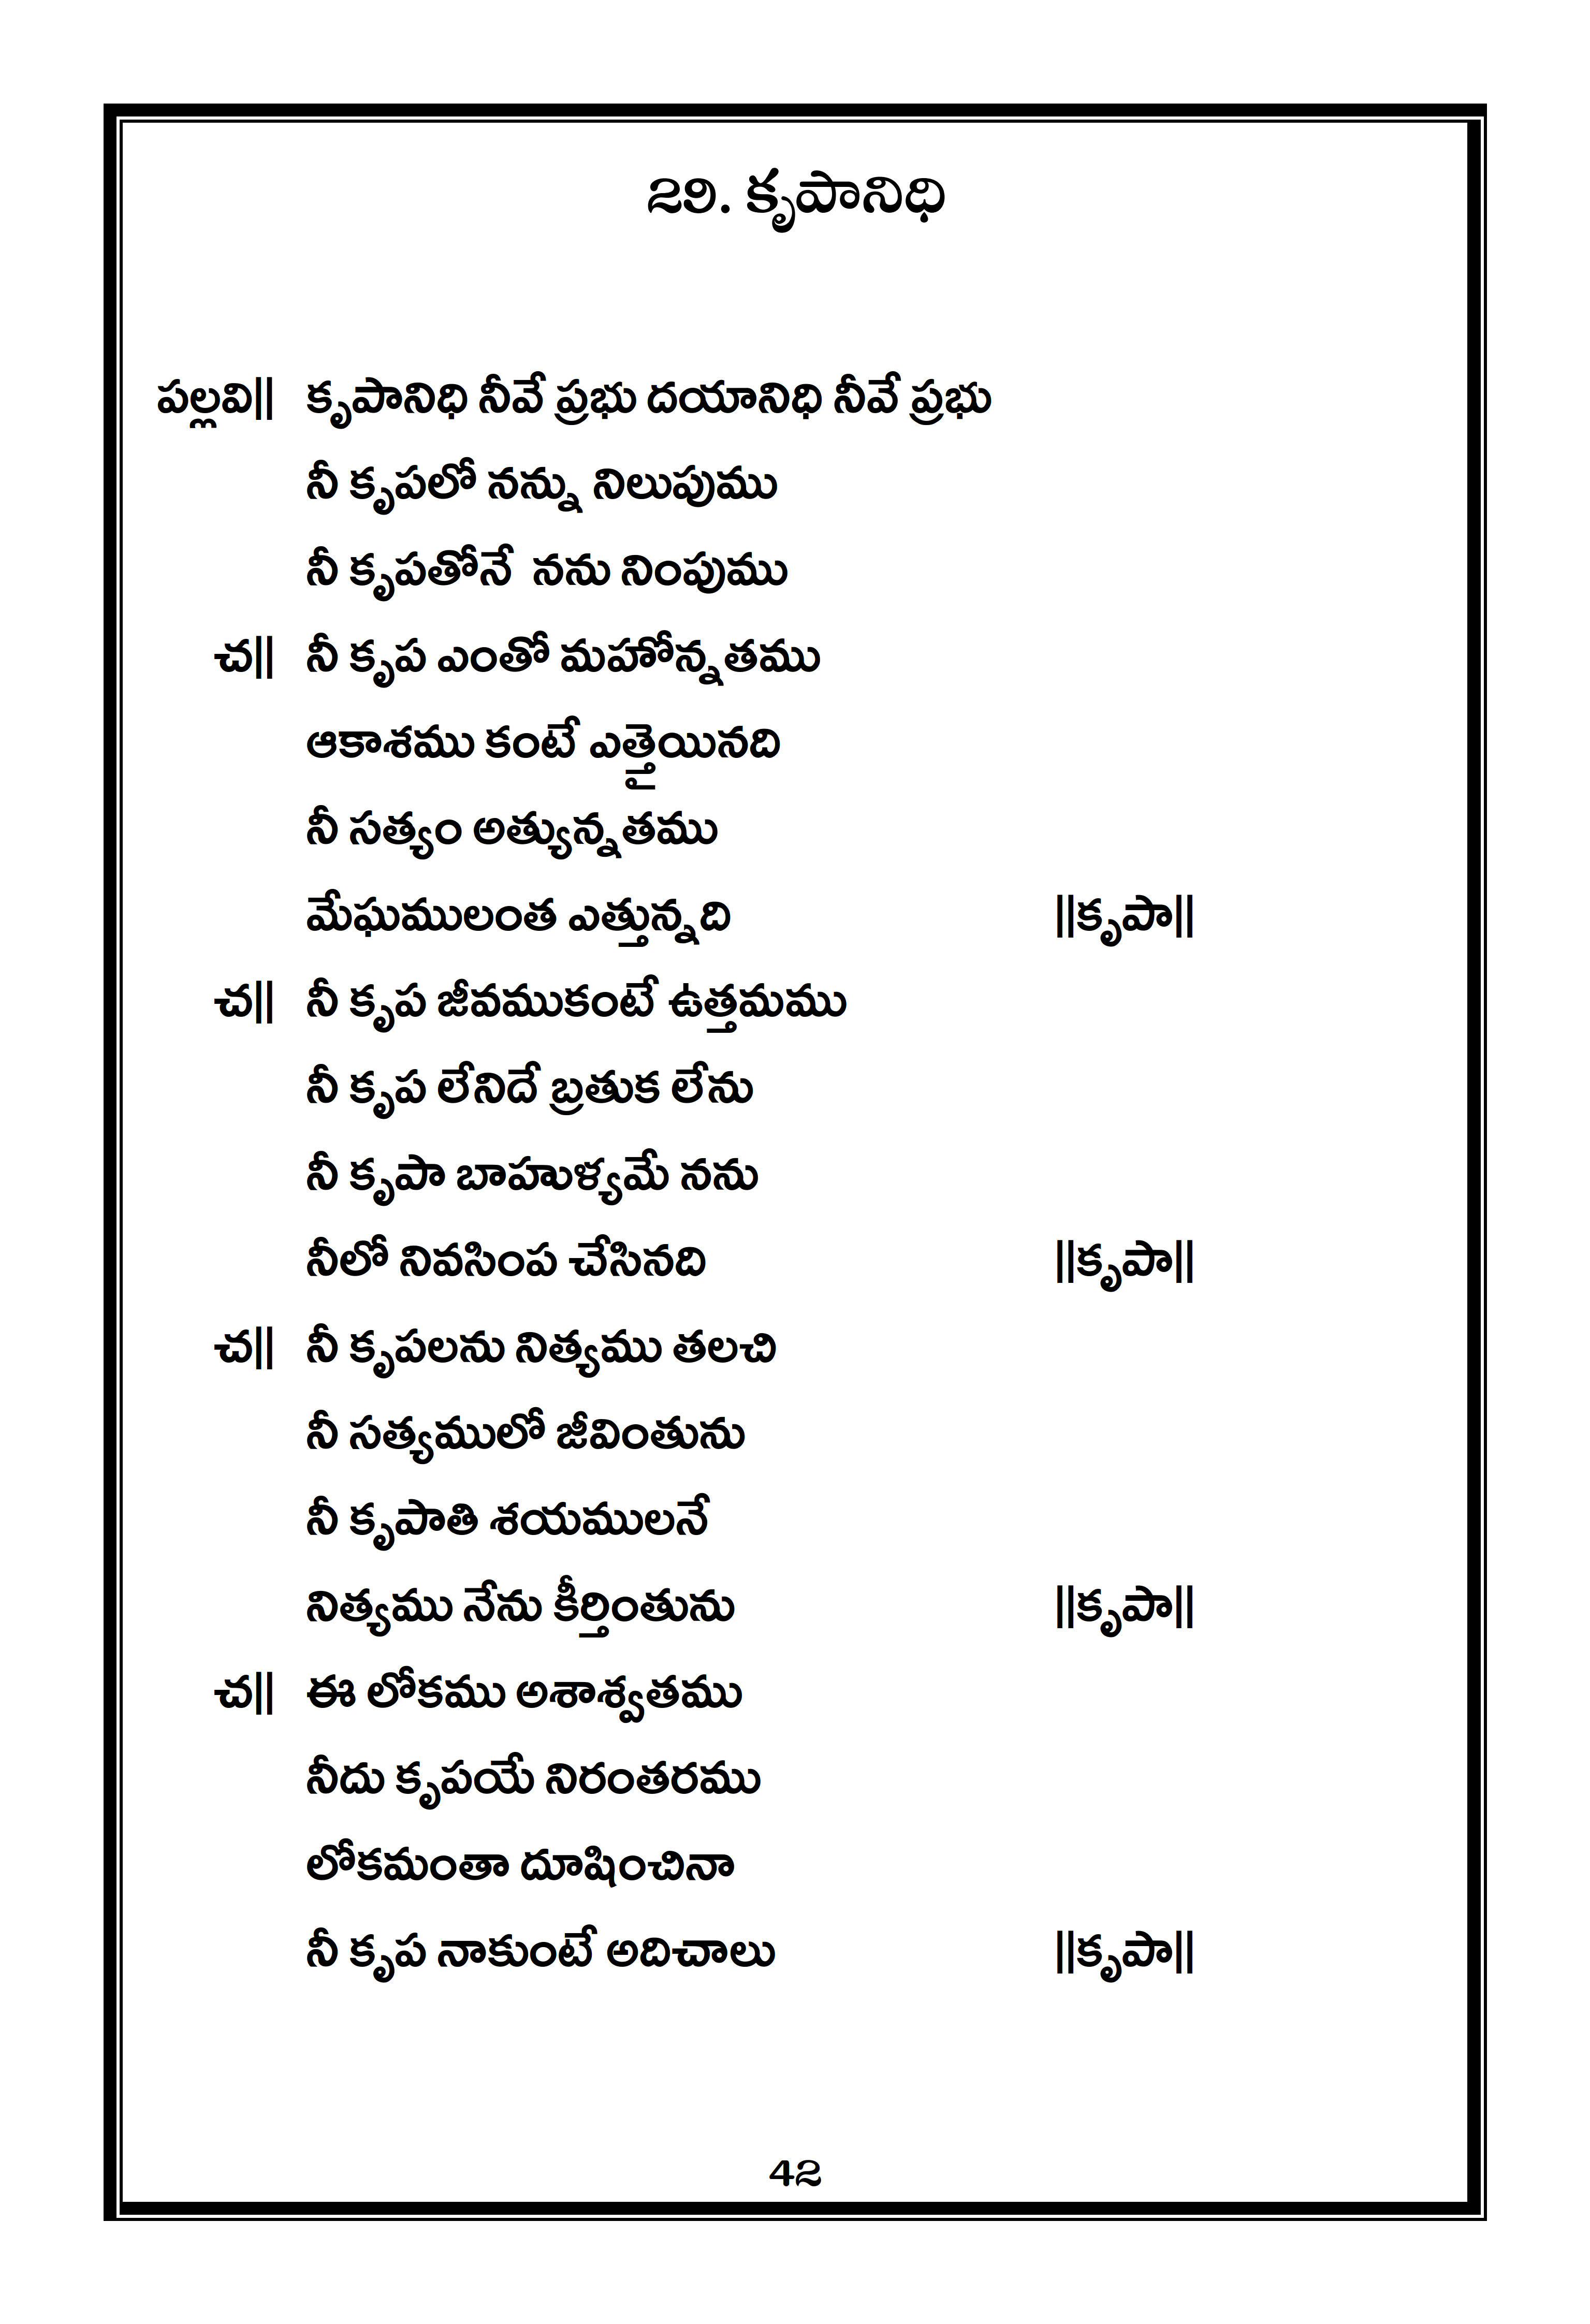 ౨౧. కృపానిధి
పల్లవి|| కృపానిధి నీవే ప్రభు దయానిధి నీవే ప్రభు
నీ కృపలో నన్ను నిలుపుము
నీ కృపతోనే నను నింపుము
చ|| నీ కృప ఎంతో మహోన్నతము
ఆకాశము కంటే ఎత్తైయినది
నీ సత్యం అత్యున్నతము
మేఘములంత ఎత్తున్నది ||కృపా||
చ|| నీ కృప జీవముకంటే ఉత్తమము
నీ కృప లేనిదే బ్రతుక లేను
నీ కృపా బాహుళ్యమే నను
నీలో నివసింప చేసినది ||కృపా||
చ|| నీ కృపలను నిత్యము తలచి
నీ సత్యములో జీవింతును
నీ కృపాతి శయములనే
నిత్యము నేను కీర్తింతును ||కృపా||
చ|| ఈ లోకము అశాశ్వతము
నీదు కృపయే నిరంతరము
లోకమంతా దూషించినా
నీ కృప నాకుంటే అదిచాలు ||కృపా||
4౨